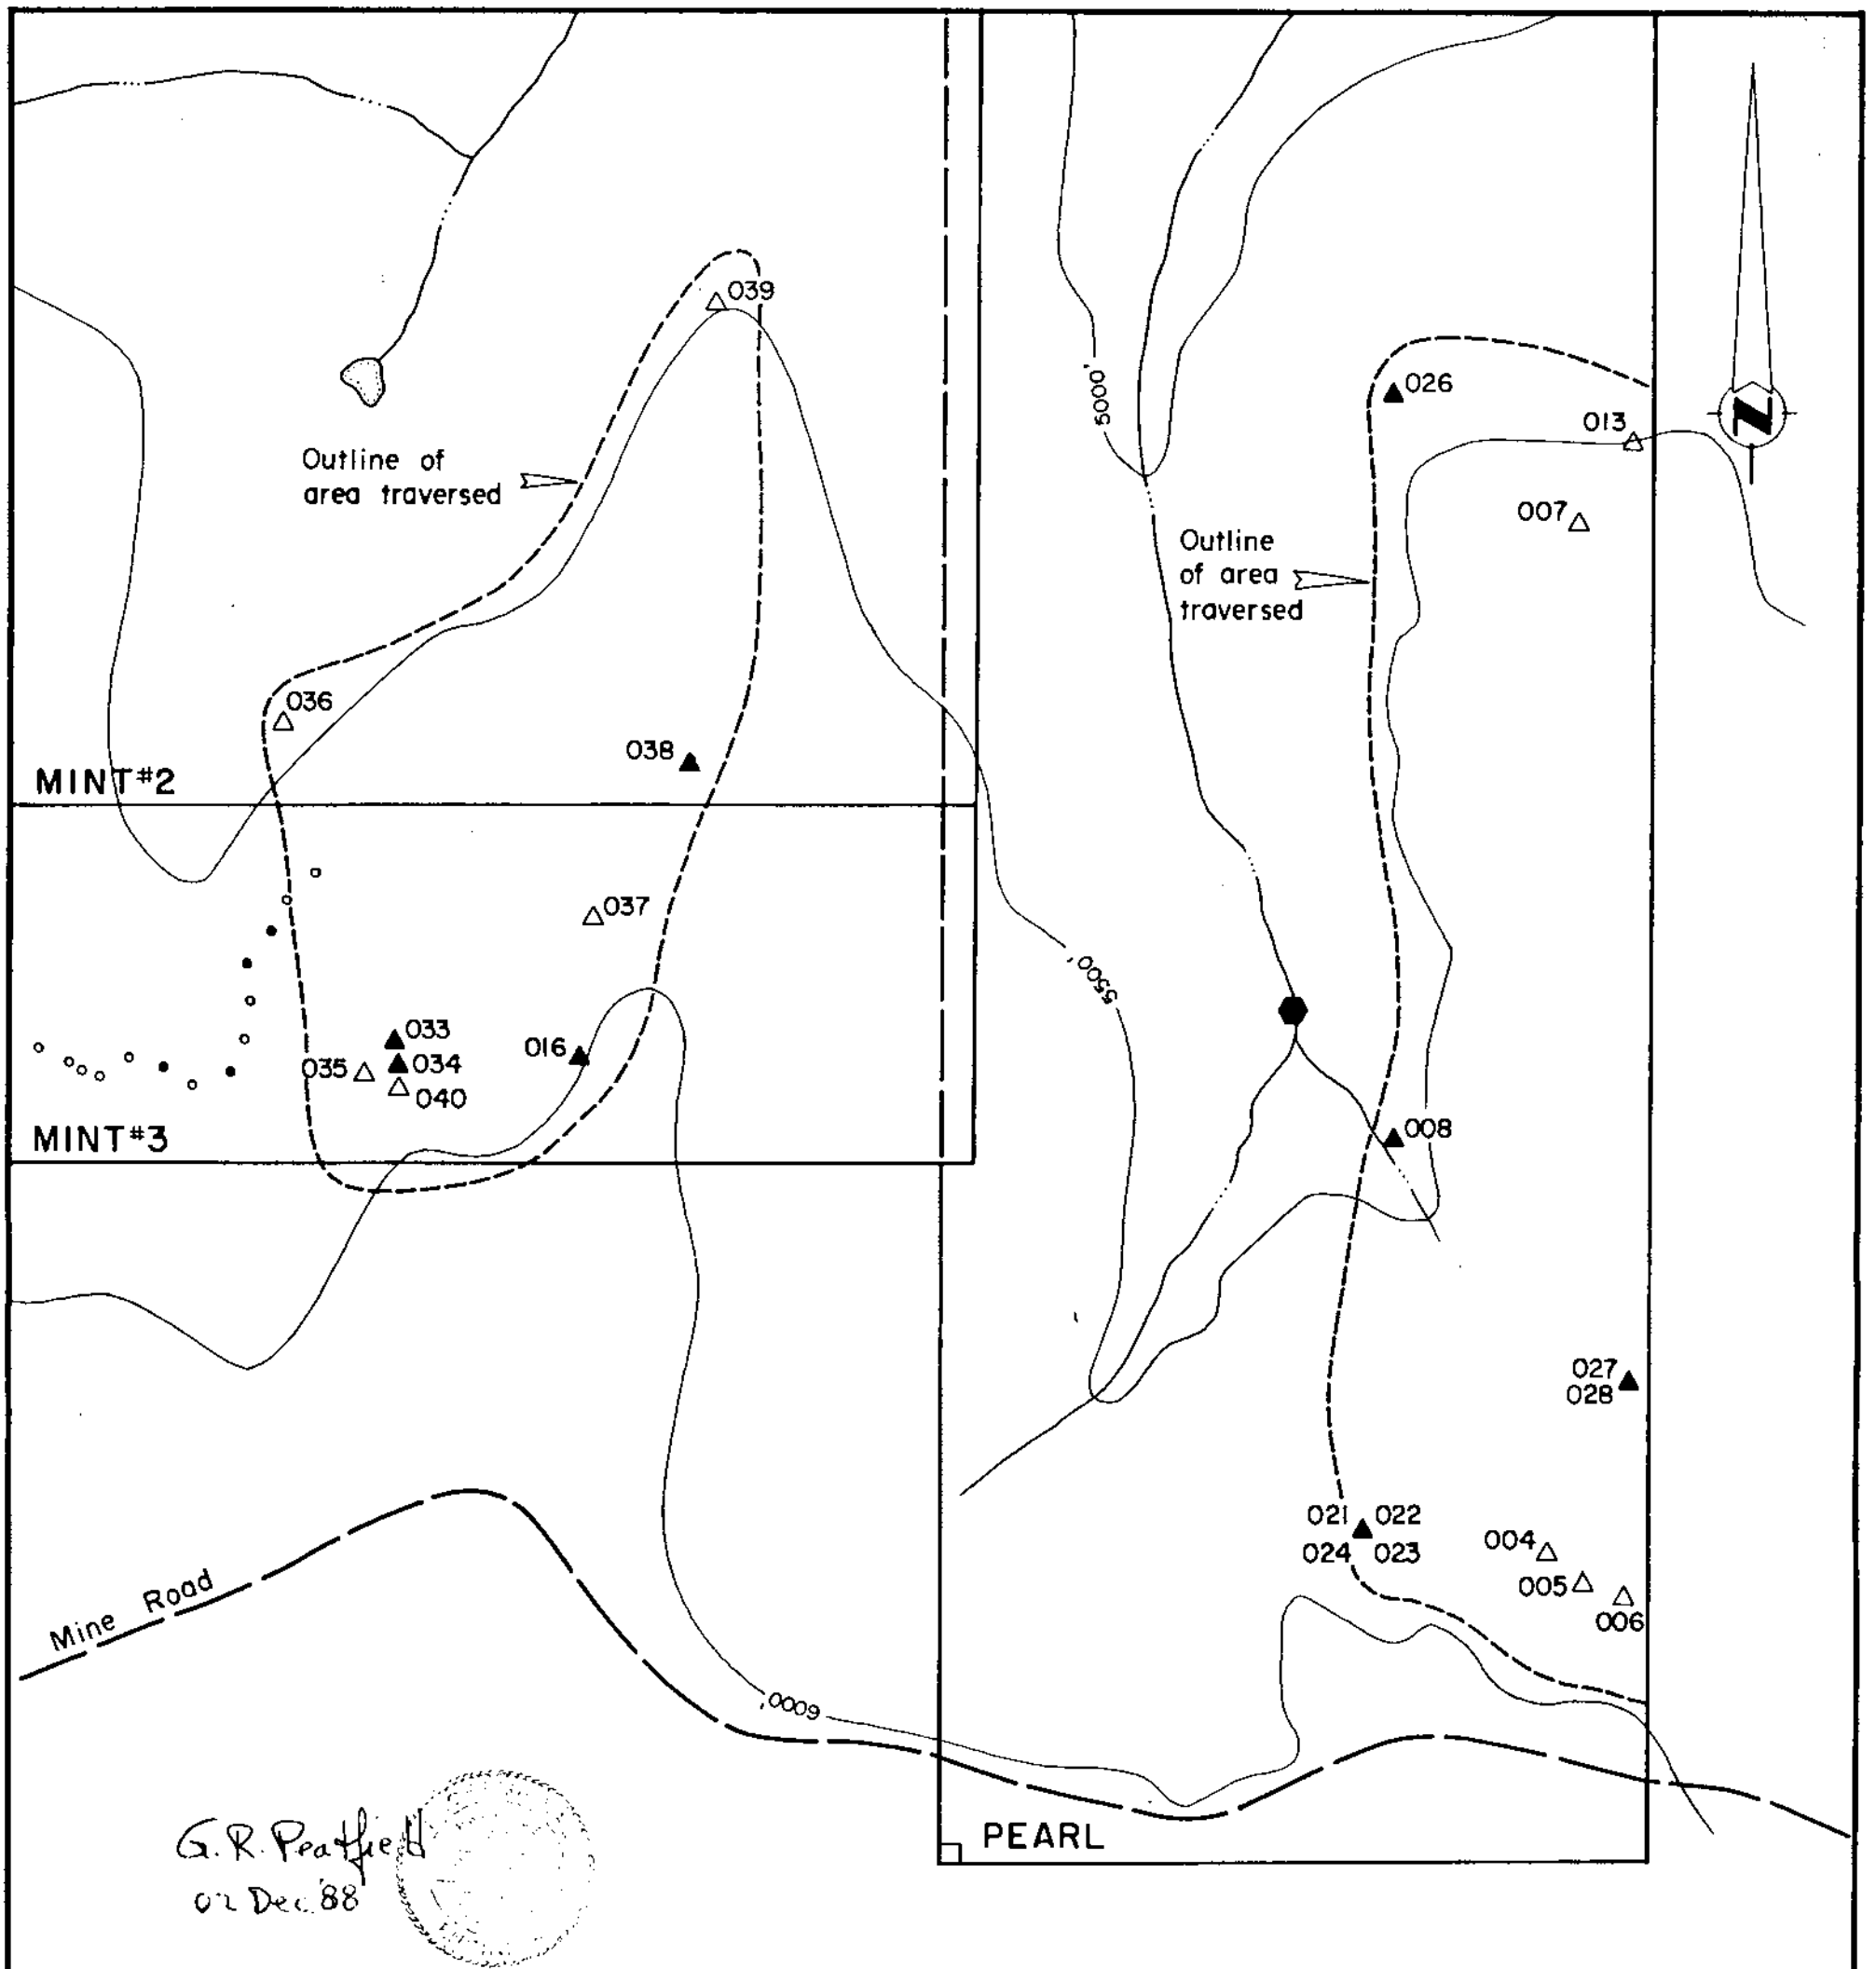 039
026
5000'
013
N
Outline of
area traversed
007
Outline
of area
traversed
036
038
MINT#2
037
5500'
016
033
034
035
040
008
MINT#3
027
028
021
022
024
023
004
005
006
Mine Road
6000'
PEARL
G.R. Peatfield
02 Dec '88